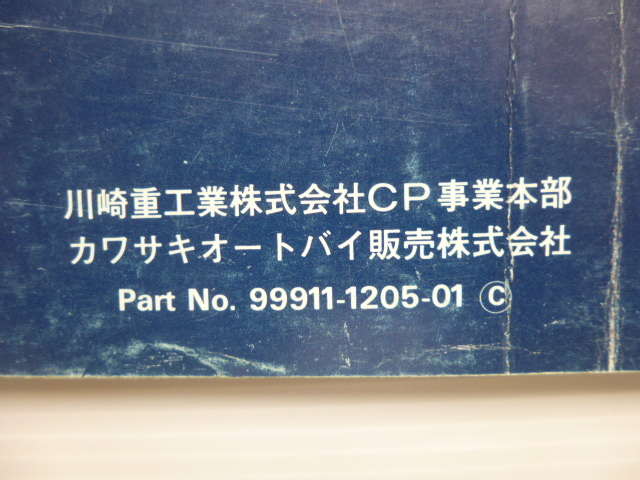 川崎重工業株式会社CP事業本部
カワサキオートバイ販売株式会社
Part No. 99911-1205-01 Ⓒ